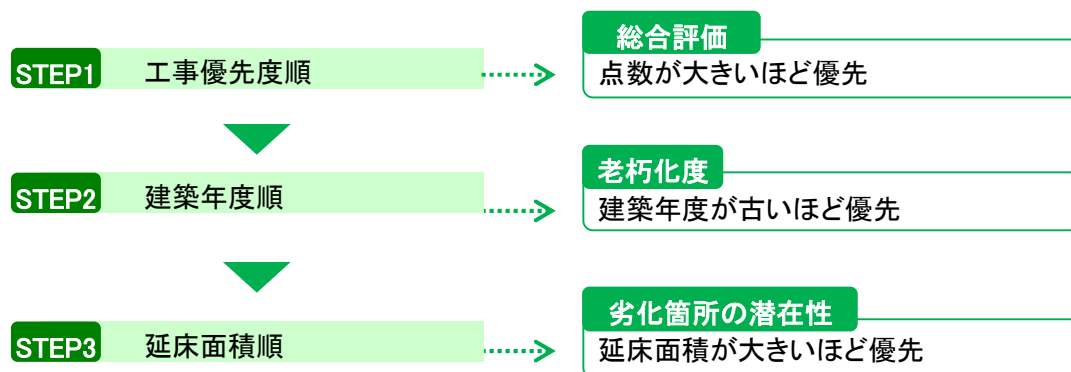 総合評価
STEP1 工事優先度順
点数が大きいほど優先
老朽化度
STEP2 建築年度順
建築年度が古いほど優先
劣化箇所の潜在性
STEP3 延床面積順
延床面積が大きいほど優先